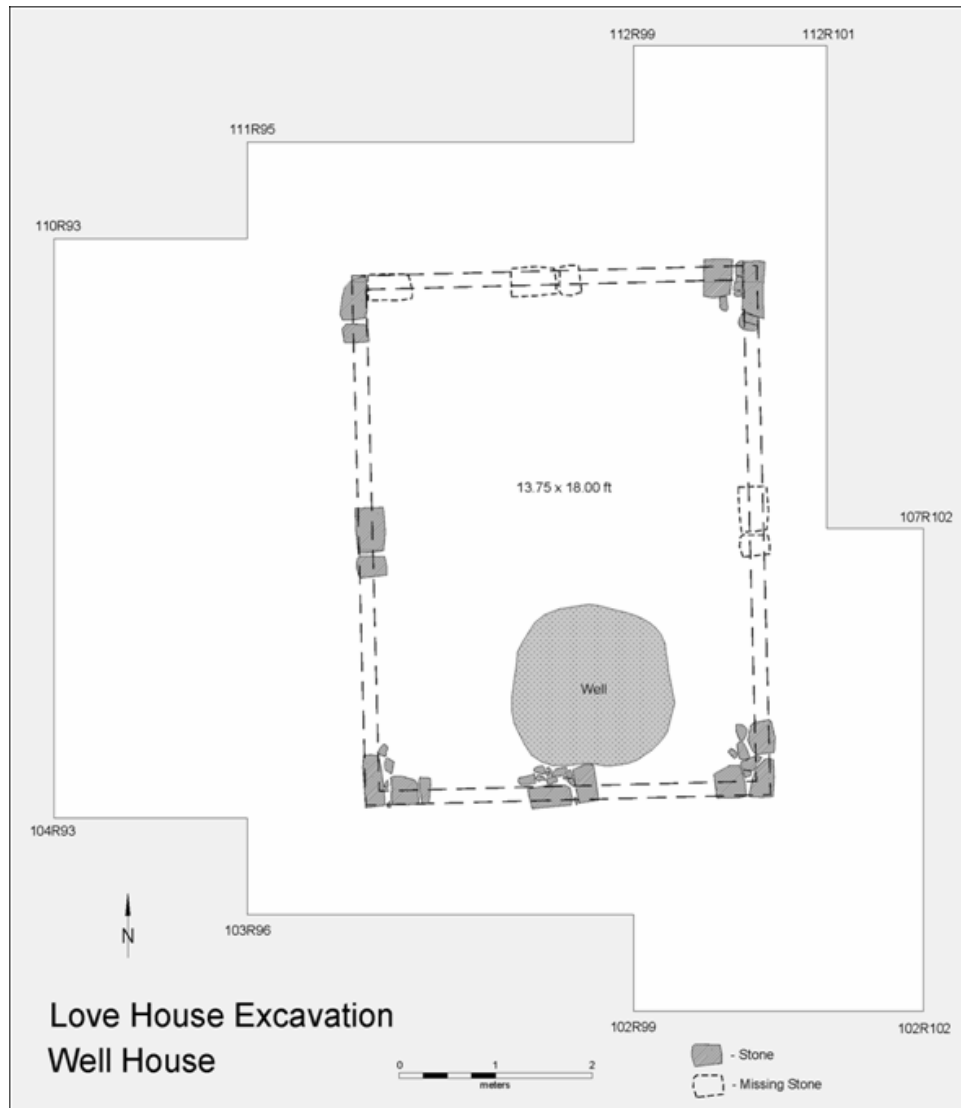 112R99
112R101
111R95
110R93
13.75 x 18.00 ft
107R102
Well
104R93
N
103R96
Love House Excavation
Well House
102R99
102R102
0 1 2
meters
- Stone
- Missing Stone